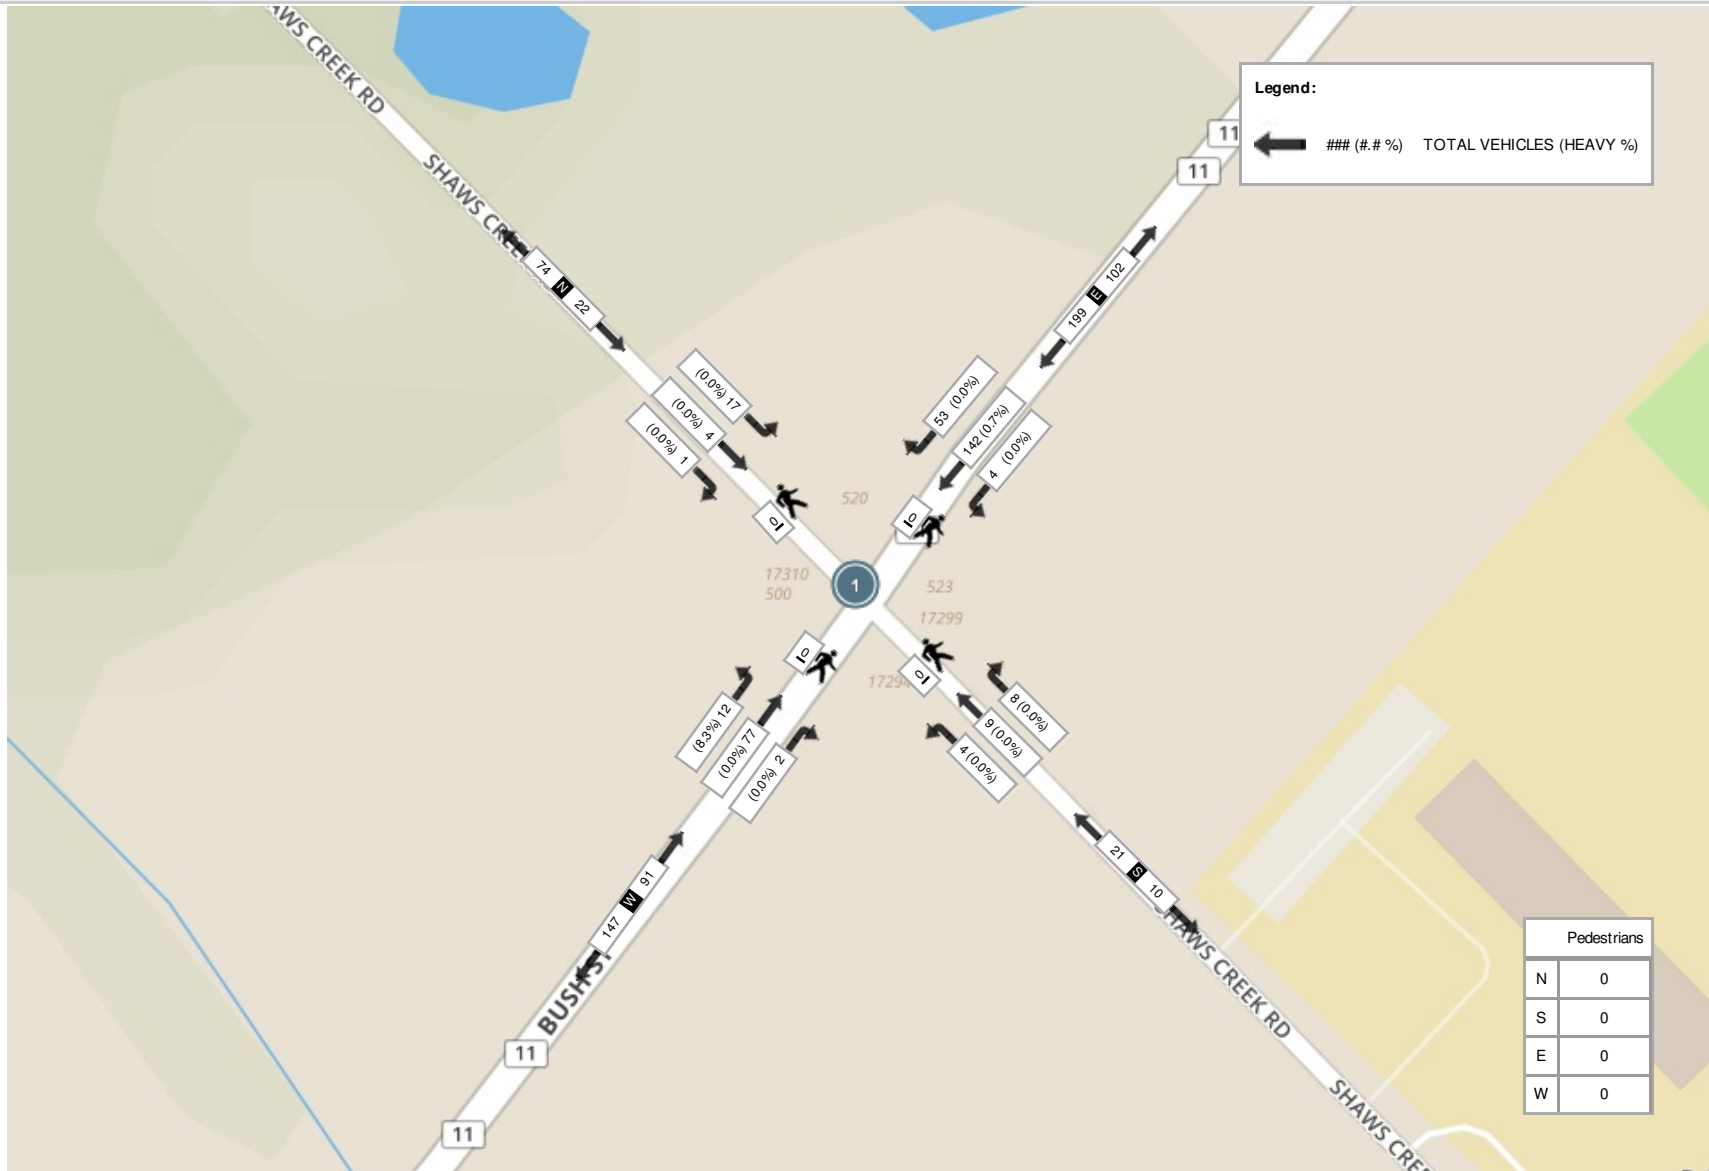 AWS CREEK RD
SHAWS CREE
11
11
Legend:
### (#.# %) TOTAL VEHICLES (HEAVY %)
74 N 22
199 E 102
(0.0%) 17
(0.0%) 4
(0.0%) 1
53 (0.0%)
142 (0.7%)
4 (0.0%)
0
0
520
17310
500
1
523
17299
0
0
17294
(8.3%) 12
(0.0%) 77
(0.0%) 2
8 (0.0%)
9 (0.0%)
4 (0.0%)
147 W 91
21 S 10
BUSH ST
11
11
SHAWS CREEK RD
SHAWS CREE
Pedestrians
N 0
S 0
E 0
W 0